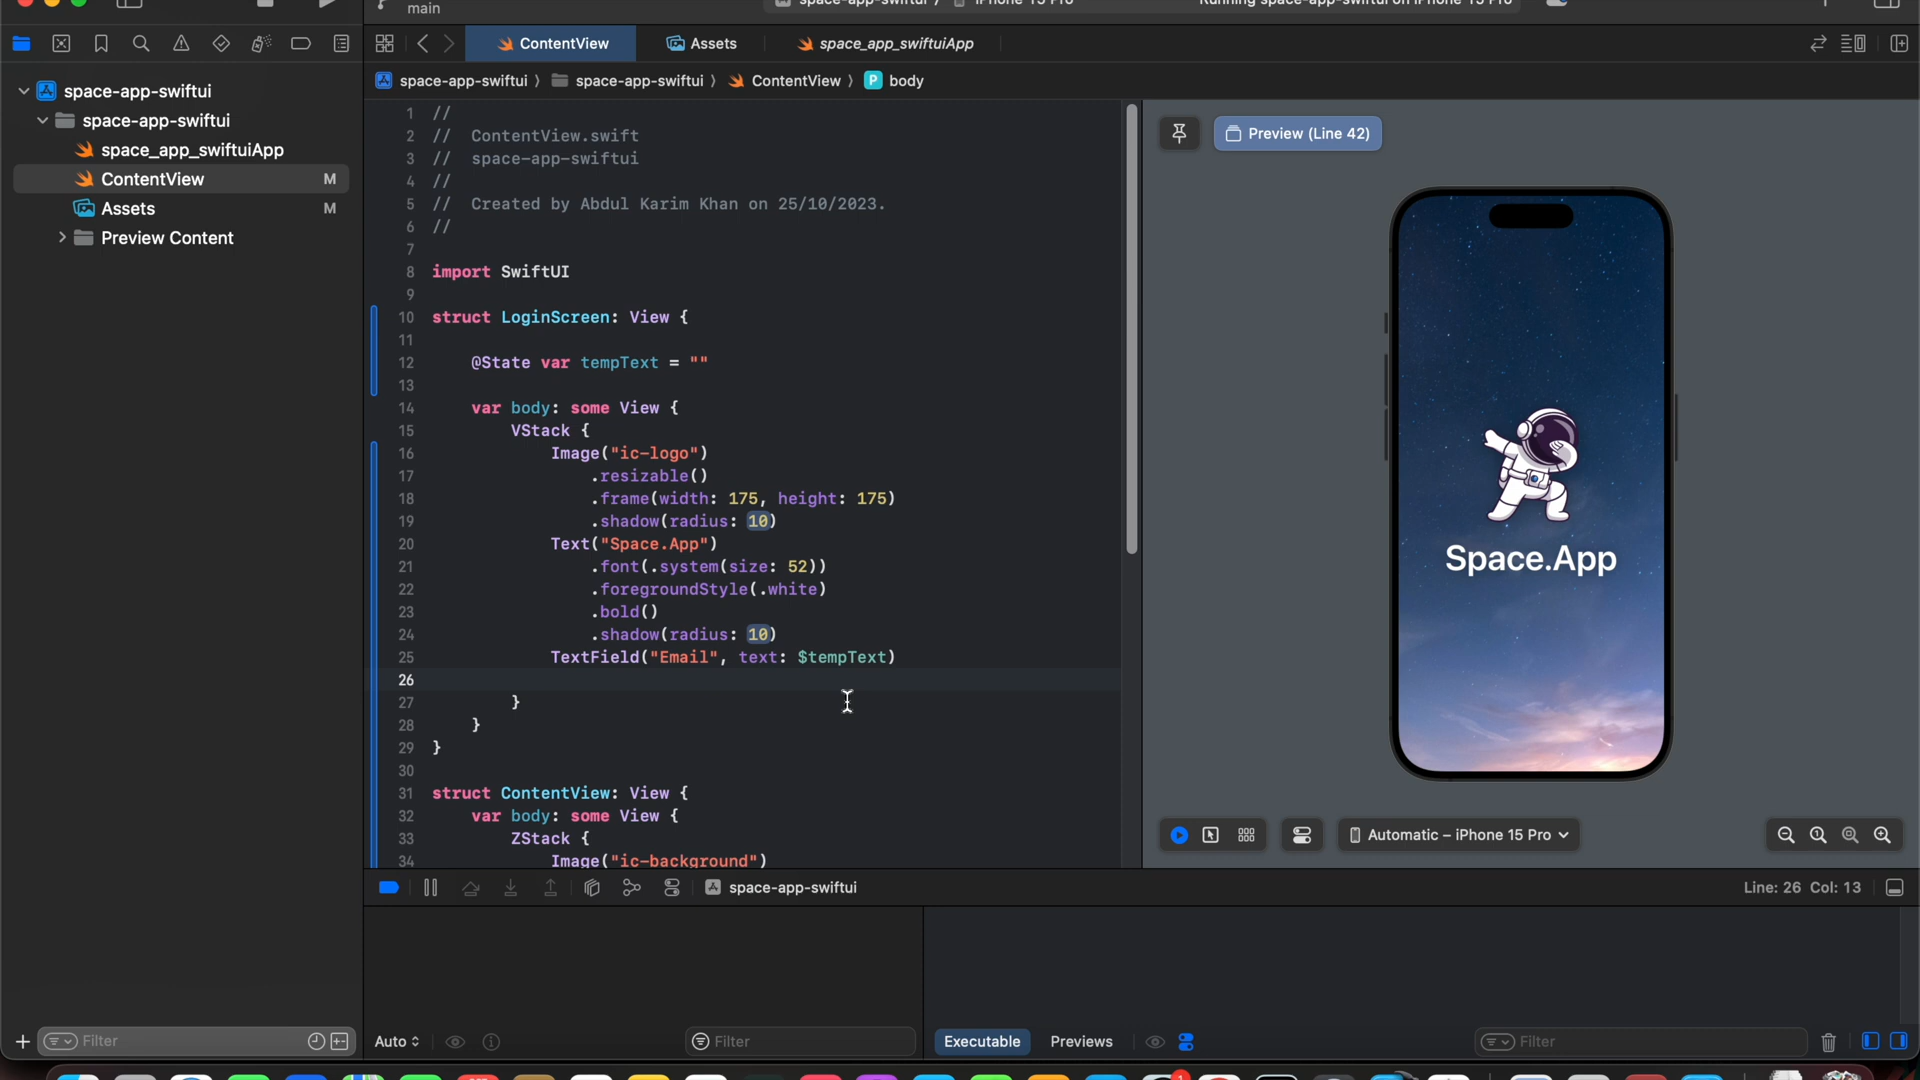 main
ContentView
Assets
space_app_swiftuiApp
space-app-swiftui
space-app-swiftui
space_app_swiftuiApp
ContentView M
Assets M
Preview Content
space-app-swiftui
space-app-swiftui
ContentView
P
body
1 //
2 //  ContentView.swift
3 //  space-app-swiftui
4 //
5 //  Created by Abdul Karim Khan on 25/10/2023.
6 //
7
8 import SwiftUI
9
10 struct LoginScreen: View {
11
12     @State var tempText = ""
13
14     var body: some View {
15         VStack {
16             Image("ic-logo")
17                 .resizable()
18                 .frame(width: 175, height: 175)
19                 .shadow(radius: 10)
20             Text("Space.App")
21                 .font(.system(size: 52))
22                 .foregroundStyle(.white)
23                 .bold()
24                 .shadow(radius: 10)
25             TextField("Email", text: $tempText)
26
27         }
28     }
29 }
30
31 struct ContentView: View {
32     var body: some View {
33         ZStack {
34             Image("ic-background")
Preview (Line 42)
Space.App
Automatic – iPhone 15 Pro
space-app-swiftui
Line: 26 Col: 13
Filter
Auto
Filter
Executable
Previews
Filter